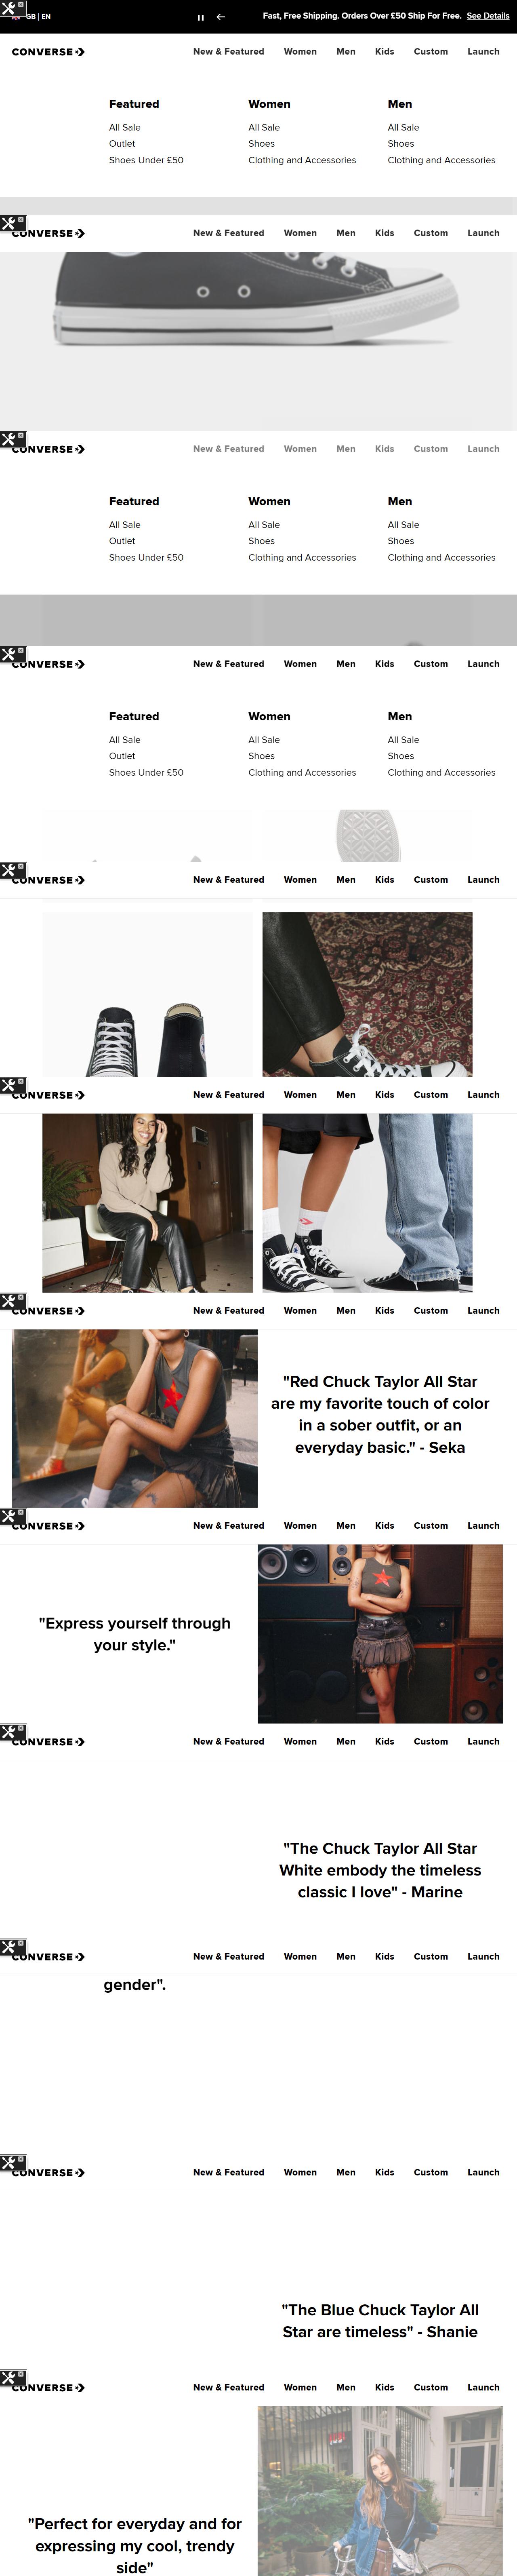 GB | EN
Fast, Free Shipping. Orders Over £50 Ship For Free. See Details
CONVERSE
New & Featured Women Men Kids Custom Launch
Featured Women Men
All Sale All Sale All Sale
Outlet Shoes Shoes
Shoes Under £50 Clothing and Accessories Clothing and Accessories
CONVERSE
New & Featured Women Men Kids Custom Launch
CONVERSE
New & Featured Women Men Kids Custom Launch
Featured Women Men
All Sale All Sale All Sale
Outlet Shoes Shoes
Shoes Under £50 Clothing and Accessories Clothing and Accessories
CONVERSE
New & Featured Women Men Kids Custom Launch
Featured Women Men
All Sale All Sale All Sale
Outlet Shoes Shoes
Shoes Under £50 Clothing and Accessories Clothing and Accessories
CONVERSE
New & Featured Women Men Kids Custom Launch
CONVERSE
New & Featured Women Men Kids Custom Launch
CONVERSE
New & Featured Women Men Kids Custom Launch
"Red Chuck Taylor All Star
are my favorite touch of color
in a sober outfit, or an
everyday basic." - Seka
CONVERSE
New & Featured Women Men Kids Custom Launch
"Express yourself through
your style."
CONVERSE
New & Featured Women Men Kids Custom Launch
"The Chuck Taylor All Star
White embody the timeless
classic I love" - Marine
CONVERSE
New & Featured Women Men Kids Custom Launch
gender".
CONVERSE
New & Featured Women Men Kids Custom Launch
"The Blue Chuck Taylor All
Star are timeless" - Shanie
CONVERSE
New & Featured Women Men Kids Custom Launch
"Perfect for everyday and for
expressing my cool, trendy
side"